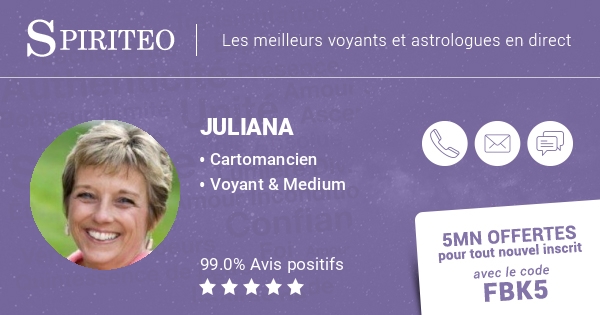 SPIRITEO
Les meilleurs voyants et astrologues en direct
JULIANA
• Cartomancien
• Voyant & Medium
99.0% Avis positifs
5MN OFFERTES
pour tout nouvel inscrit
avec le code
FBK5